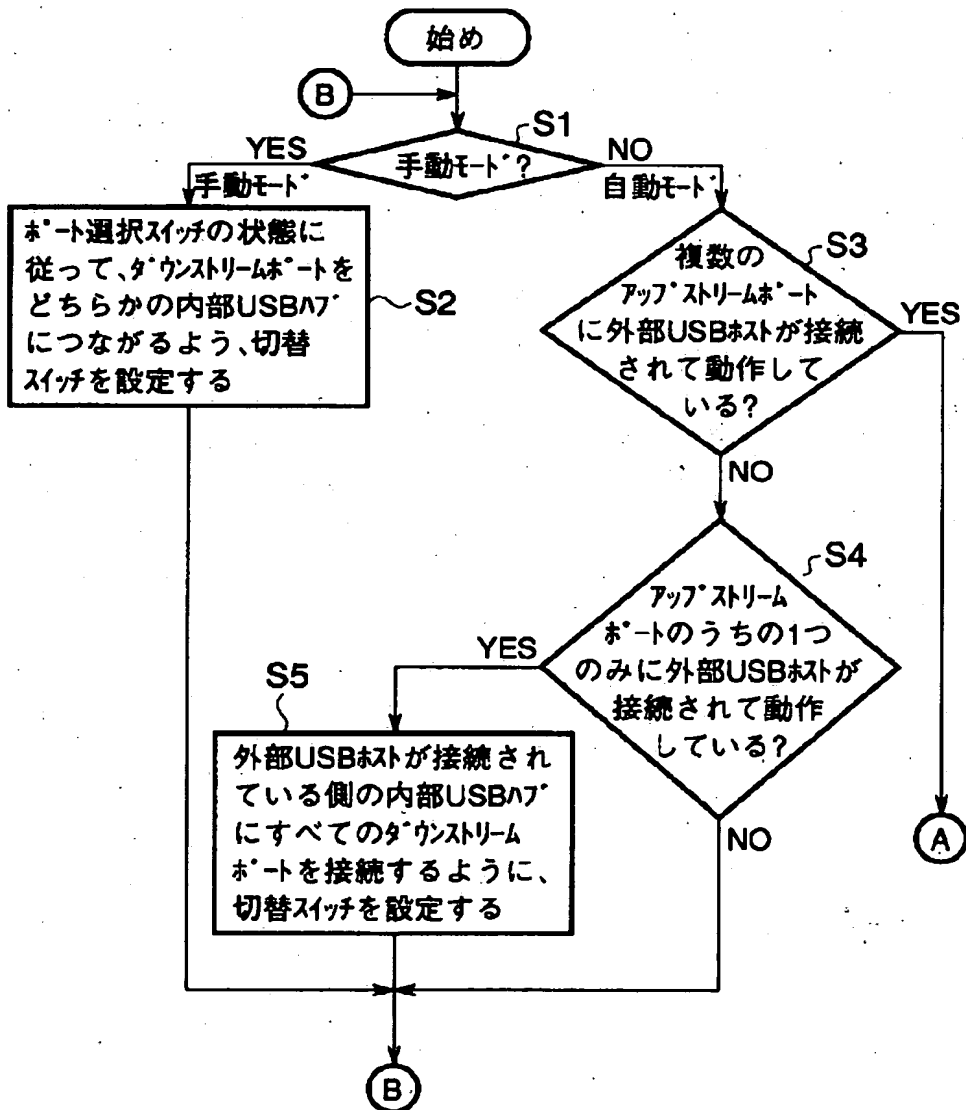 始め
B
S1
YES
手動モード?
NO
手動モード
自動モード
ポート選択スイッチの状態に
従って、ダウンストリームポートを
どちらかの内部USBハブ
につながるよう、切替
スイッチを設定する
S2
S3
複数の
アップストリームポート
に外部USBホストが接続
されて動作して
いる?
YES
NO
S4
アップストリーム
ポートのうちの1つ
のみに外部USBホストが
接続されて動作
している?
YES
S5
外部USBホストが接続され
ている側の内部USBハブ
にすべてのダウンストリーム
ポートを接続するように、
切替スイッチを設定する
NO
A
B